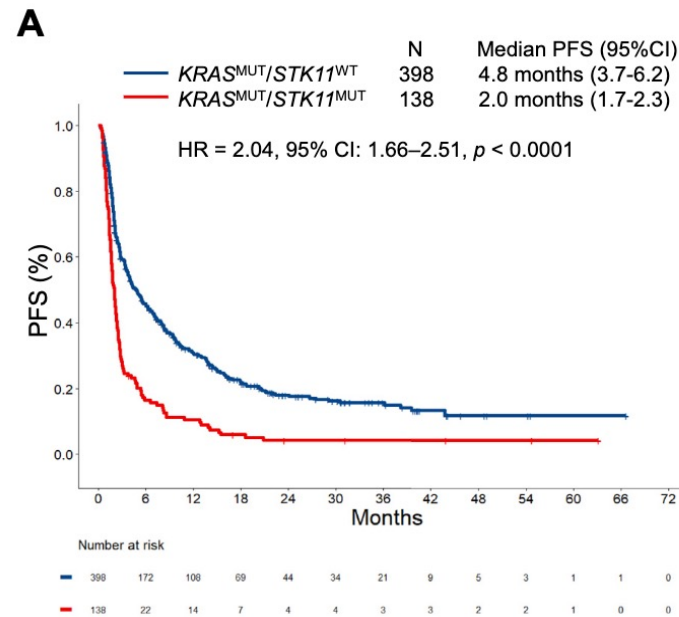 A
N Median PFS (95%CI)
KRASMUT/STK11WT 398 4.8 months (3.7-6.2)
KRASMUT/STK11MUT 138 2.0 months (1.7-2.3)
HR = 2.04, 95% CI: 1.66–2.51, p < 0.0001
PFS (%)
1.0
0.8
0.6
0.4
0.2
0.0
0 6 12 18 24 30 36 42 48 54 60 66 72
Months
Number at risk
398 172 108 69 44 34 21 9 5 3 1 1 0
138 22 14 7 4 4 3 3 2 2 1 0 0